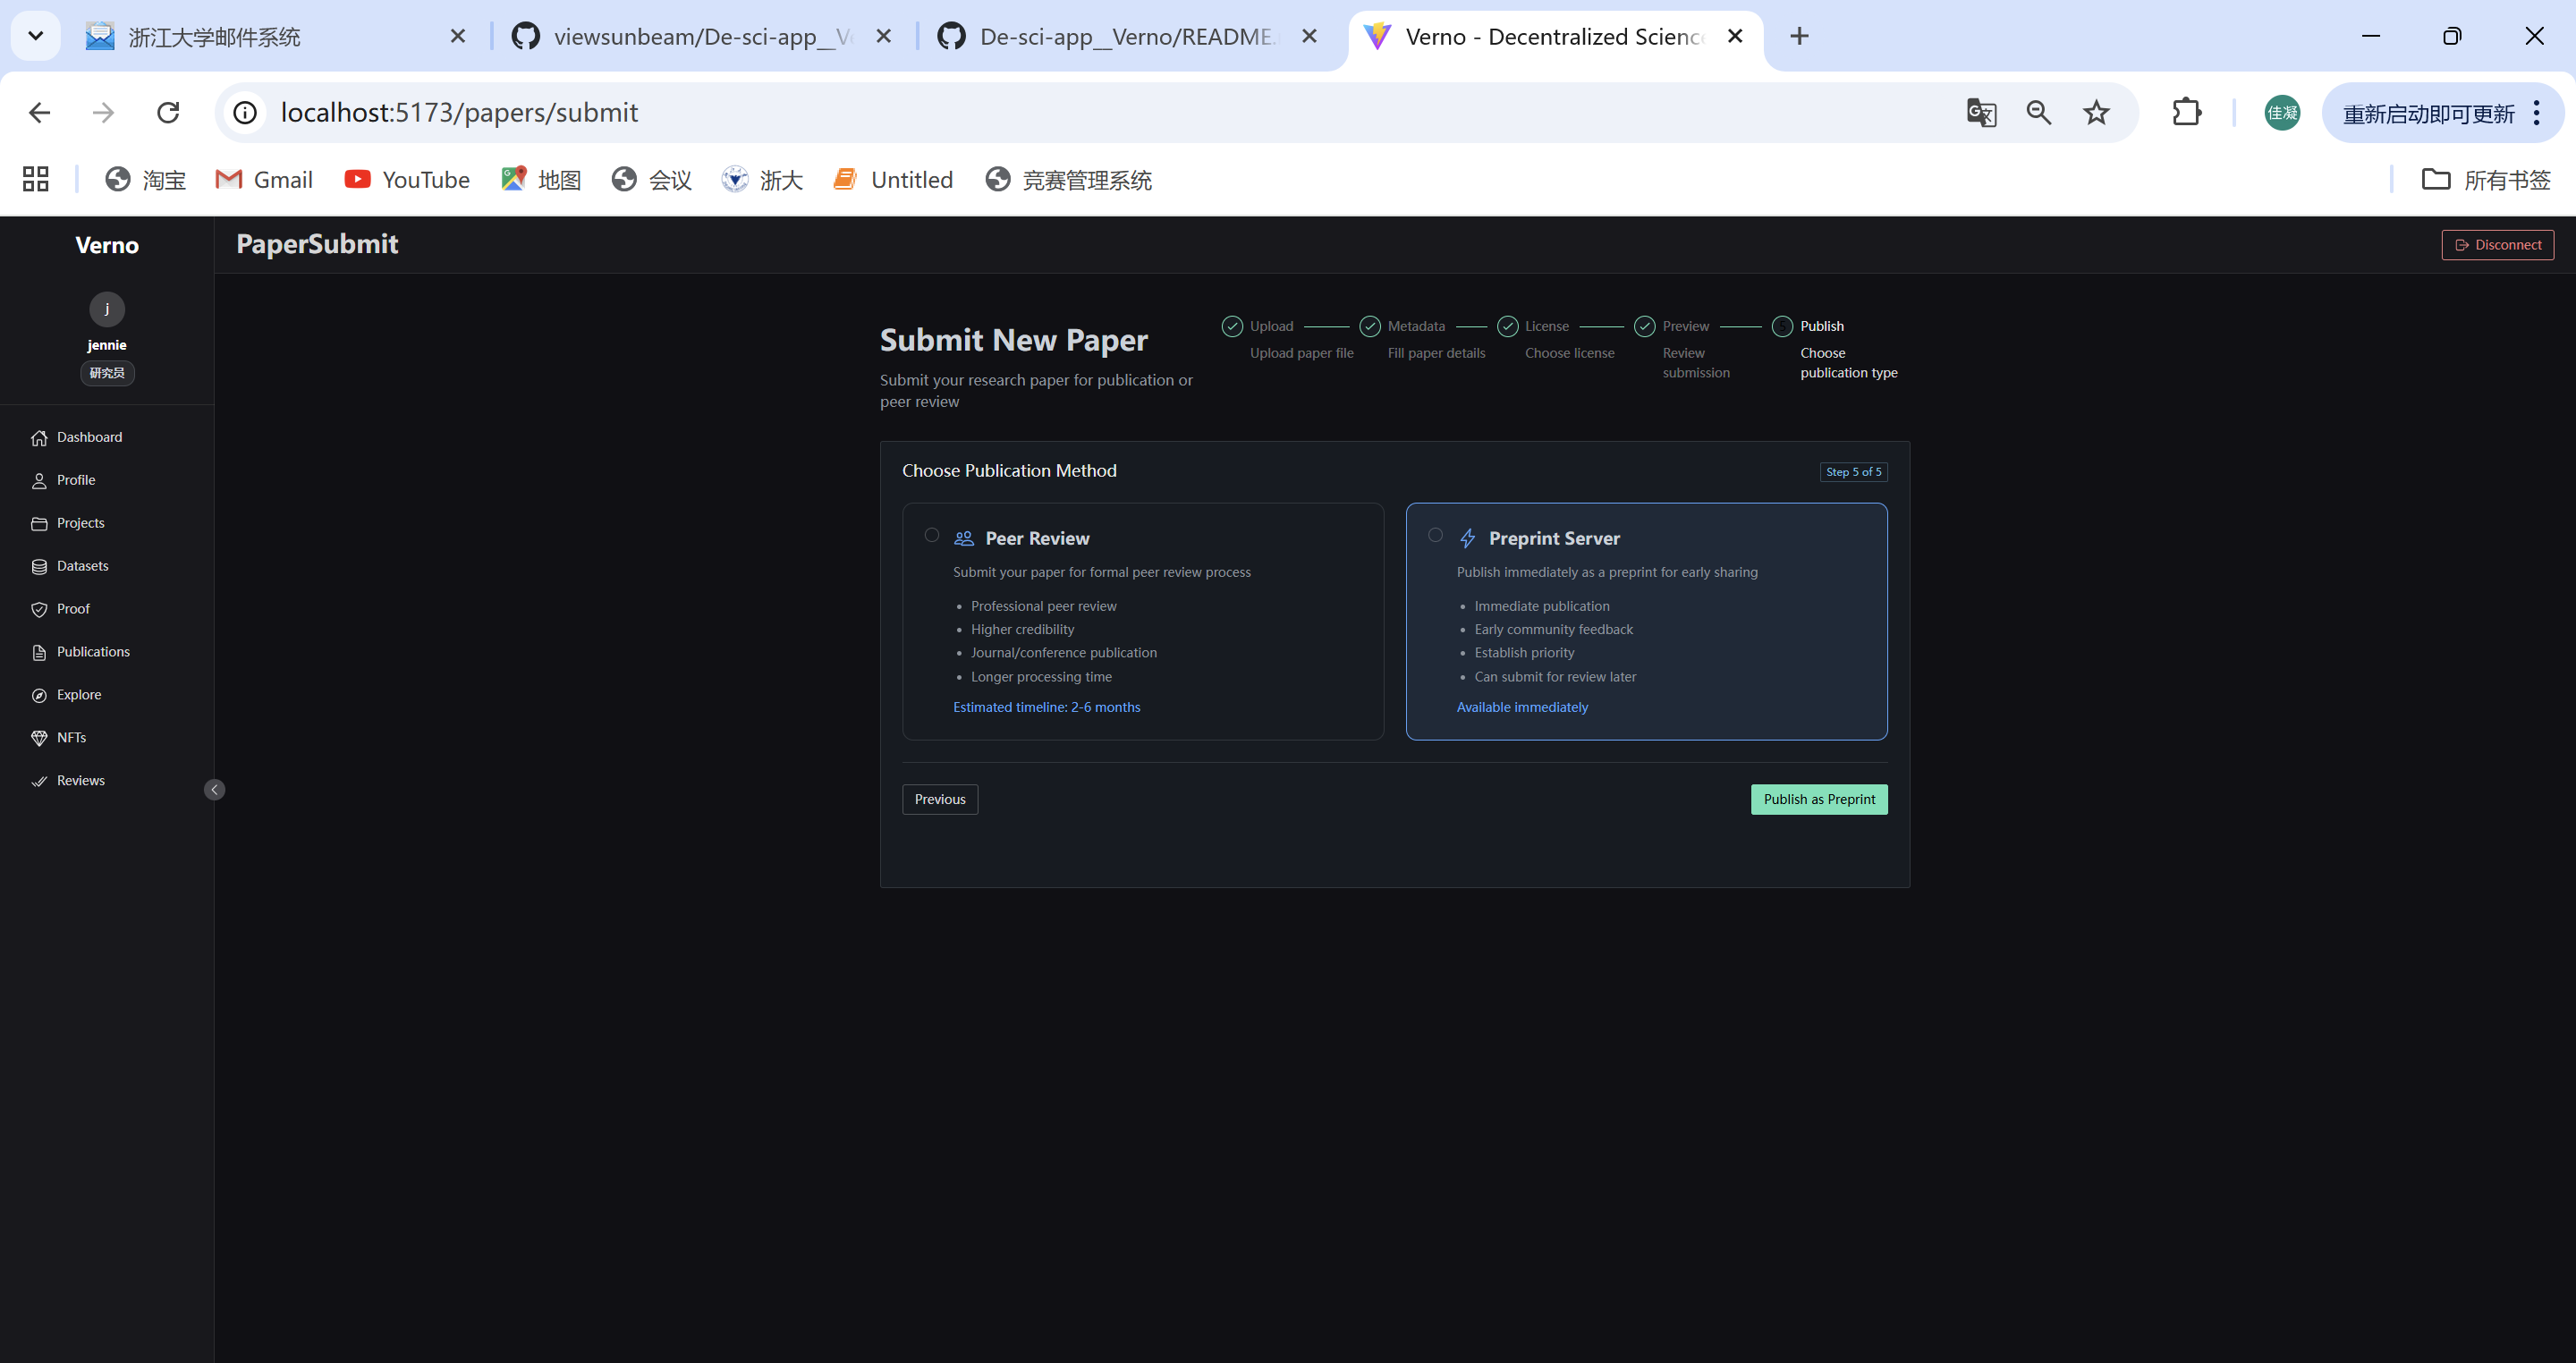 浙江大学邮件系统
viewsunbeam/De-sci-app__Ve
De-sci-app__Verno/README.
Verno - Decentralized Science
localhost:5173/papers/submit
佳凝
重新启动即可更新
淘宝
Gmail
YouTube
地图
会议
浙大
Untitled
竞赛管理系统
所有书签
Verno
PaperSubmit
Disconnect
j
jennie
研究员
Dashboard
Profile
Projects
Datasets
Proof
Publications
Explore
NFTs
Reviews
Submit New Paper
Submit your research paper for publication or
peer review
Upload
Upload paper file
Metadata
Fill paper details
License
Choose license
Preview
Review
submission
Publish
Choose
publication type
Choose Publication Method
Step 5 of 5
Peer Review
Submit your paper for formal peer review process
Professional peer review
Higher credibility
Journal/conference publication
Longer processing time
Estimated timeline: 2-6 months
Preprint Server
Publish immediately as a preprint for early sharing
Immediate publication
Early community feedback
Establish priority
Can submit for review later
Available immediately
Previous
Publish as Preprint